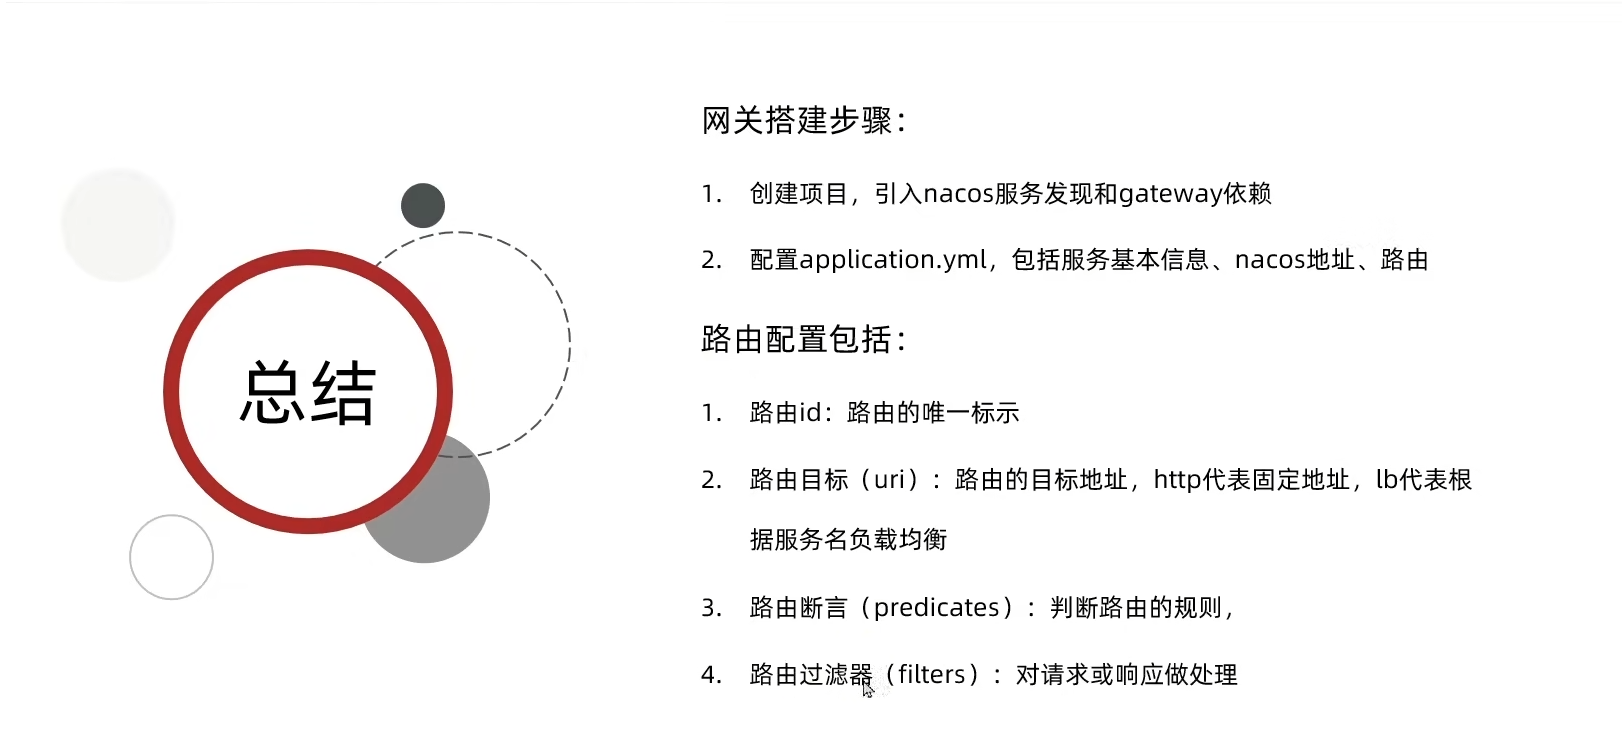 总结
网关搭建步骤：
1. 创建项目，引入nacos服务发现和gateway依赖
2. 配置application.yml，包括服务基本信息、nacos地址、路由
路由配置包括：
1. 路由id：路由的唯一标示
2. 路由目标（uri）：路由的目标地址，http代表固定地址，lb代表根
据服务名负载均衡
3. 路由断言（predicates）：判断路由的规则，
4. 路由过滤器（filters）：对请求或响应做处理